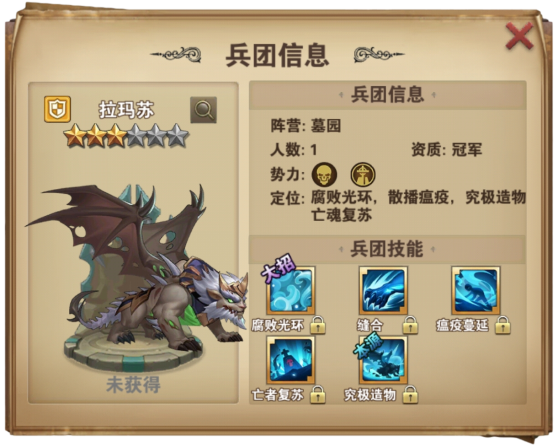 兵团信息
拉玛苏
未获得
兵团信息
阵营: 墓园
人数: 1 资质: 冠军
势力:
定位: 腐败光环，散播瘟疫，究极造物
亡魂复苏
兵团技能
大招
腐败光环 缝合 瘟疫蔓延
亡者复苏 究极造物